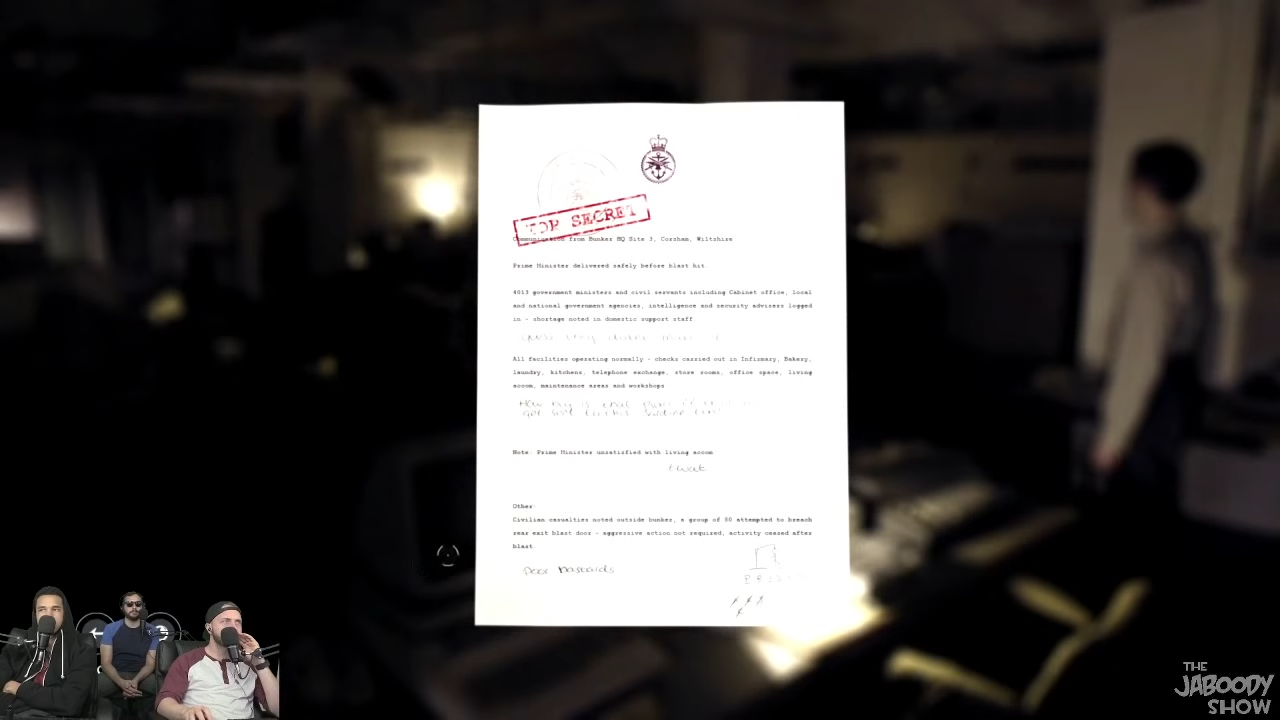 TOP SECRET
Communication from Bunker HQ Site 3, Corsham, Wiltshire
Prime Minister delivered safely before blast hit.
4013 government ministers and civil servants including Cabinet office, local
and national government agencies, intelligence and security advisers logged
in - shortage noted in domestic support staff
All facilities operating normally - checks carried out in Infirmary, Bakery,
laundry, kitchens, telephone exchange, store rooms, office space, living
accom, maintenance areas and workshops
How is that
get
Note: Prime Minister unsatisfied with living accom
twat
Other:
Civilian casualties noted outside bunker, a group of 50 attempted to breach
rear exit blast door - aggressive action not required, activity ceased after
blast
Poor bastards
THE
JABOODY
SHOW